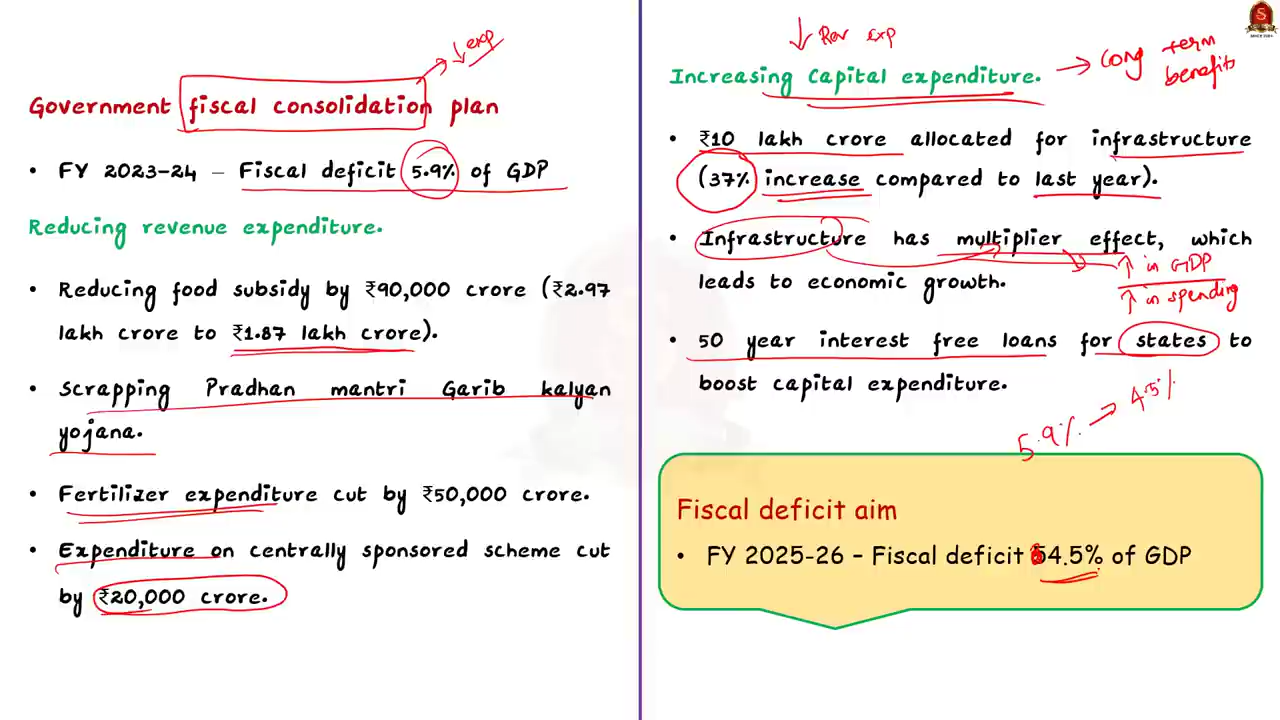 ↓ exp
Government fiscal consolidation plan
• FY 2023-24 – Fiscal deficit 5.9% of GDP
Reducing revenue expenditure.
• Reducing food subsidy by ₹90,000 crore (₹2.97
lakh crore to ₹1.87 lakh crore).
• Scrapping Pradhan mantri Garib kalyan
yojana.
• Fertilizer expenditure cut by ₹50,000 crore.
• Expenditure on centrally sponsored scheme cut
by ₹20,000 crore.
↓ Rev exp
Increasing Capital expenditure. → Long term
benefits
• ₹10 lakh crore allocated for infrastructure
(37% increase compared to last year).
• Infrastructure has multiplier effect, which
leads to economic growth.
↑ in GDP
↑ in spending
• 50 year interest free loans for states to
boost capital expenditure.
5.9% → 4.5%
Fiscal deficit aim
• FY 2025-26 – Fiscal deficit 4.5% of GDP